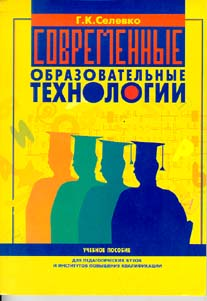 Г.К.Селевко
СОВРЕМЕННЫЕ
ОБРАЗОВАТЕЛЬНЫЕ
ТЕХНОЛОГИИ
УЧЕБНОЕ ПОСОБИЕ
ДЛЯ ПЕДАГОГИЧЕСКИХ ВУЗОВ
И ИНСТИТУТОВ ПОВЫШЕНИЯ КВАЛИФИКАЦИИ